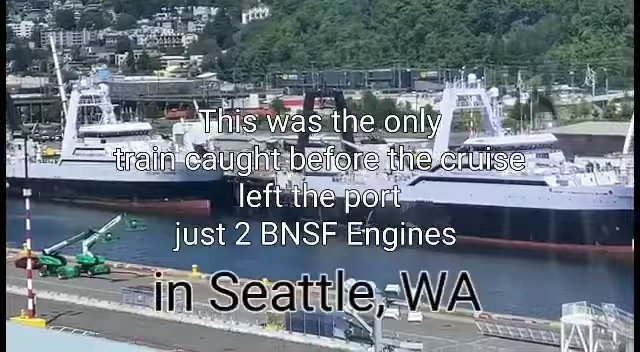 This was the only
train caught before the cruise
left the port
just 2 BNSF Engines
in Seattle, WA